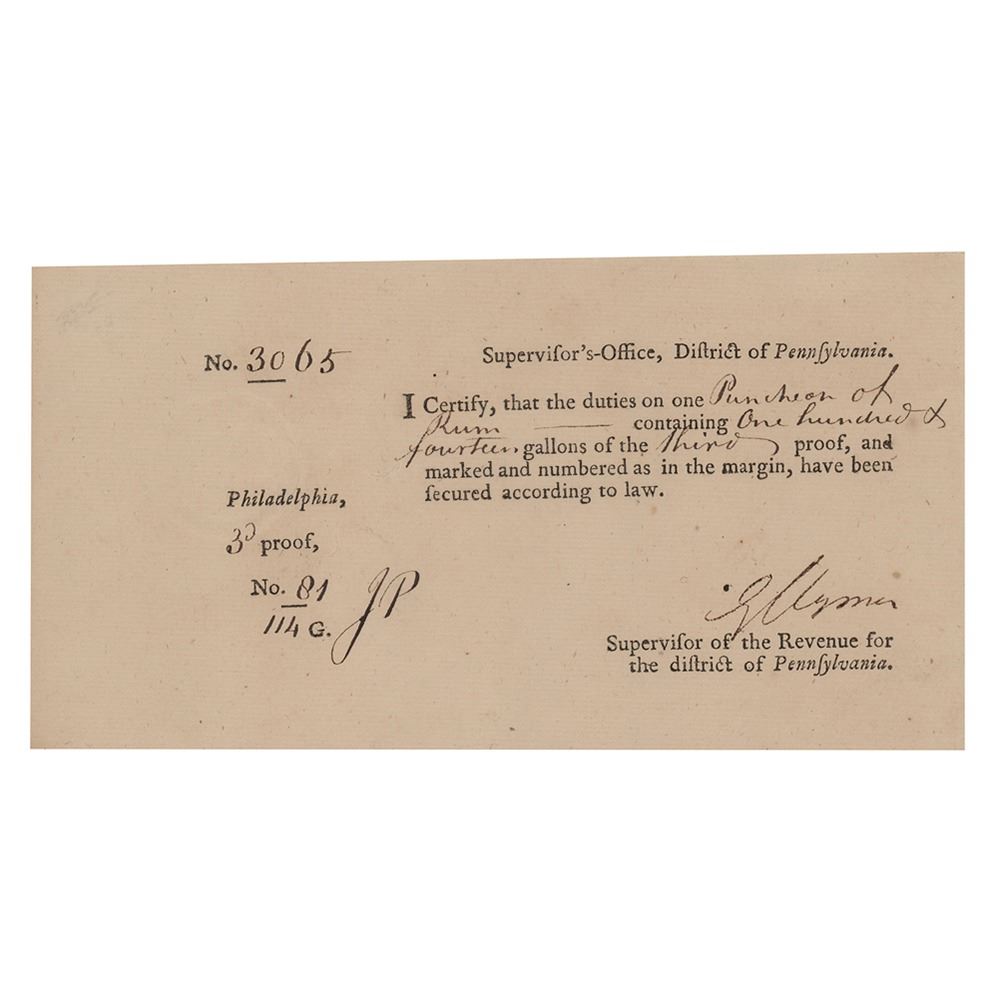 No. 3065
Superviſor's-Office, Diſtrict of Pennſylvania.
I Certify, that the duties on one Puncheon of
Rum —— containing One hundred &
fourteen gallons of the third proof, and
marked and numbered as in the margin, have been
ſecured according to law.
Philadelphia,
3d proof,
No. 81
114 G.
JP
GClymer
Superviſor of the Revenue for
the diſtrict of Pennſylvania.